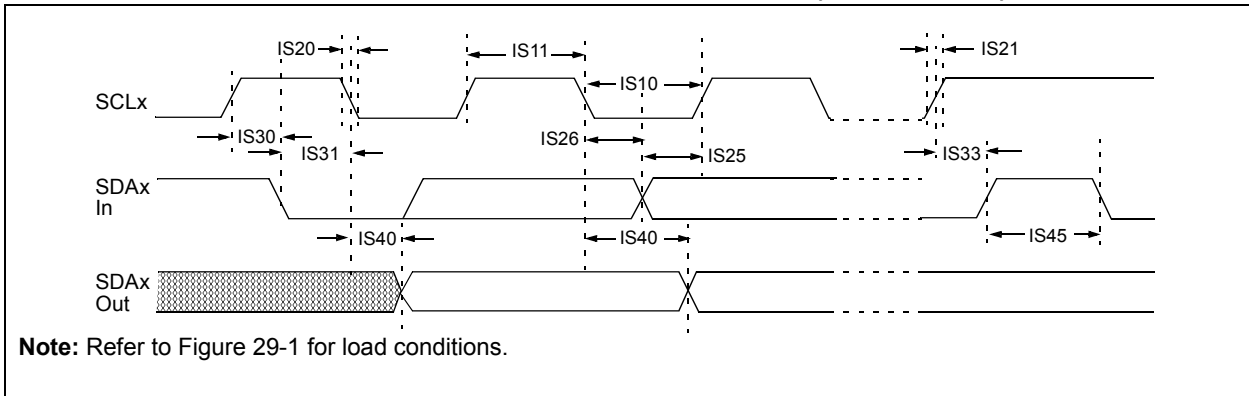 IS20
IS11
IS21
IS10
SCLx
IS30
IS26
IS31
IS25
IS33
SDAx
In
IS40
IS40
IS45
SDAx
Out
Note: Refer to Figure 29-1 for load conditions.